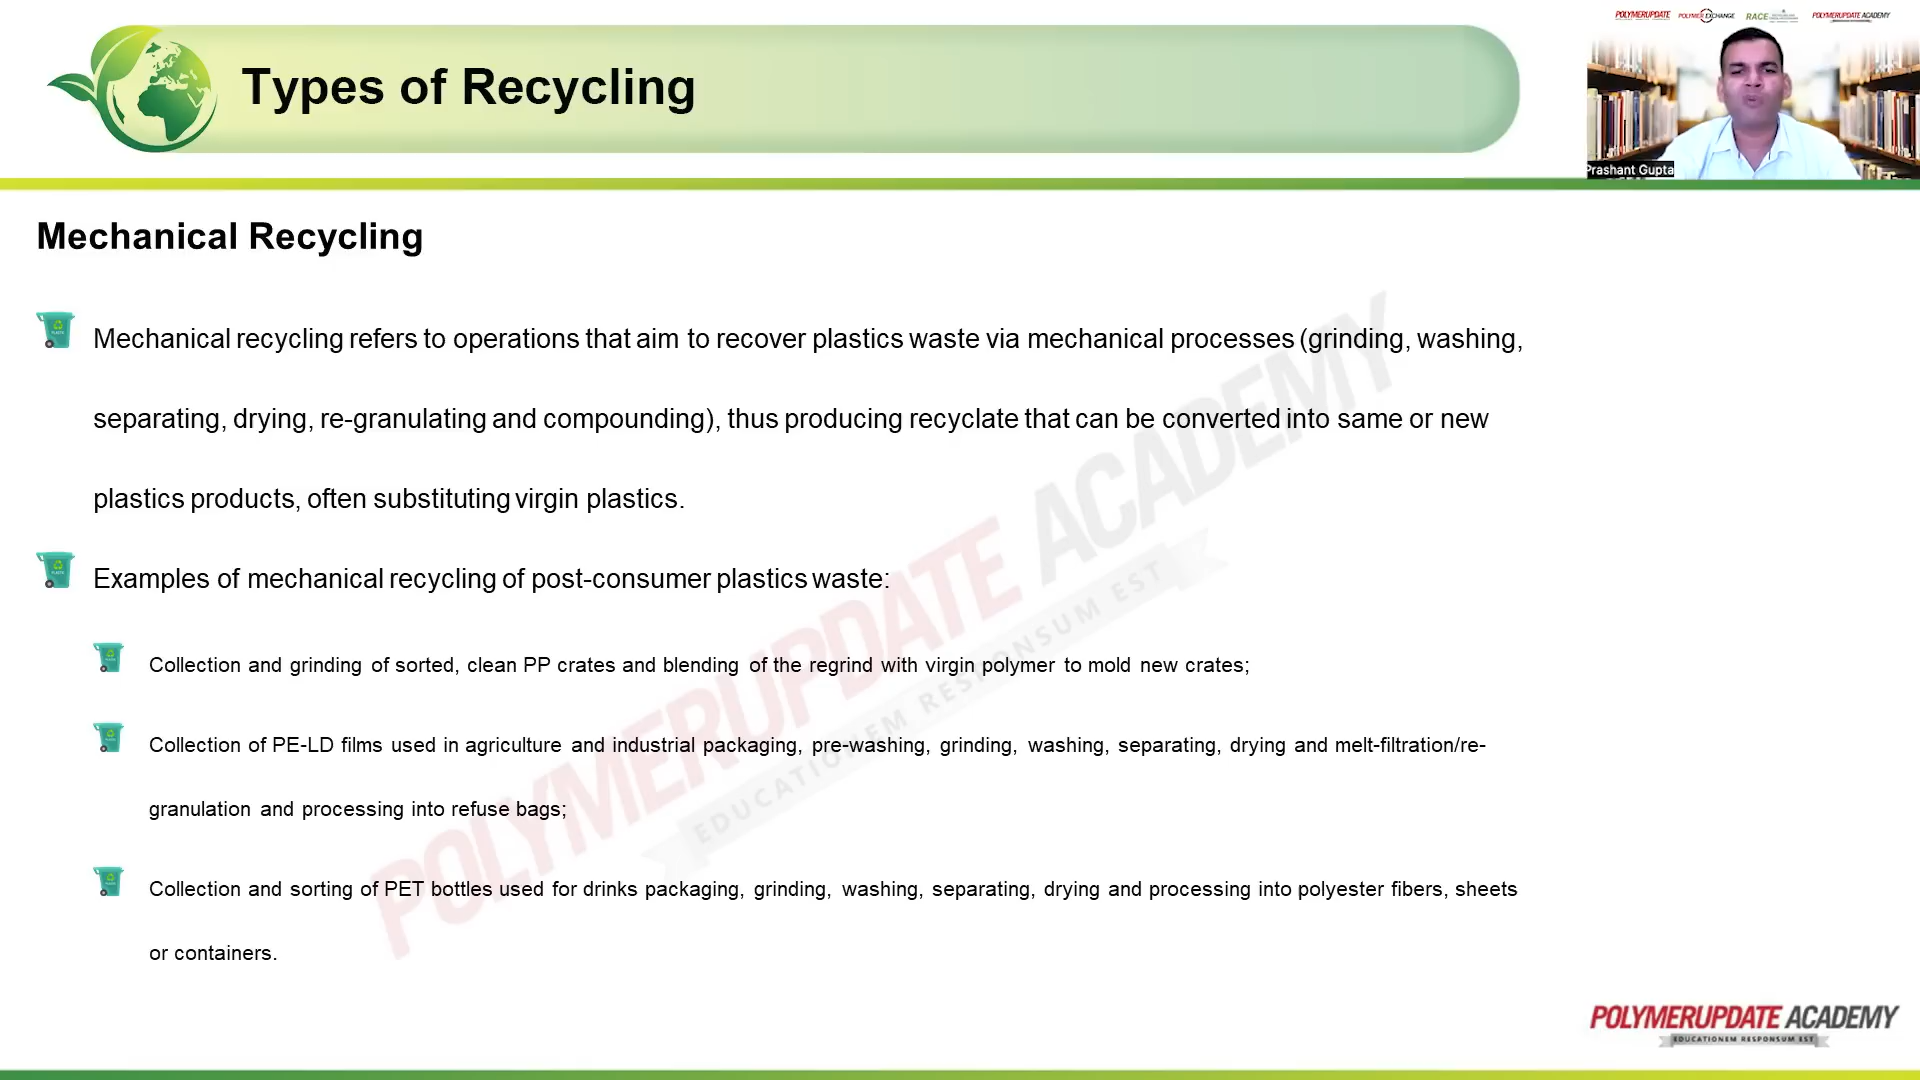 POLYMERUPDATE POLYMER EXCHANGE RACE POLYMERUPDATE ACADEMY
Types of Recycling
Prashant Gupta
Mechanical Recycling
Mechanical recycling refers to operations that aim to recover plastics waste via mechanical processes (grinding, washing,
separating, drying, re-granulating and compounding), thus producing recyclate that can be converted into same or new
plastics products, often substituting virgin plastics.
Examples of mechanical recycling of post-consumer plastics waste:
Collection and grinding of sorted, clean PP crates and blending of the regrind with virgin polymer to mold new crates;
Collection of PE-LD films used in agriculture and industrial packaging, pre-washing, grinding, washing, separating, drying and melt-filtration/re-
granulation and processing into refuse bags;
Collection and sorting of PET bottles used for drinks packaging, grinding, washing, separating, drying and processing into polyester fibers, sheets
or containers.
POLYMERUPDATE ACADEMY
EDUCATIONEM RESPONSUM EST
POLYMERUPDATE ACADEMY
EDUCATIONEM RESPONSUM EST